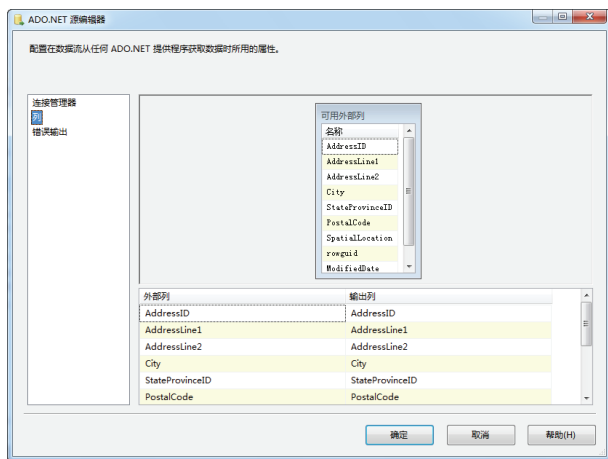 ADO.NET 源编辑器
配置在数据流从任何 ADO.NET 提供程序获取数据时所用的属性。
连接管理器
列
错误输出
可用外部列
名称
AddressID
AddressLine1
AddressLine2
City
StateProvinceID
PostalCode
SpatialLocation
rowguid
ModifiedDate
外部列 输出列
AddressID AddressID
AddressLine1 AddressLine1
AddressLine2 AddressLine2
City City
StateProvinceID StateProvinceID
PostalCode PostalCode
确定 取消 帮助(H)